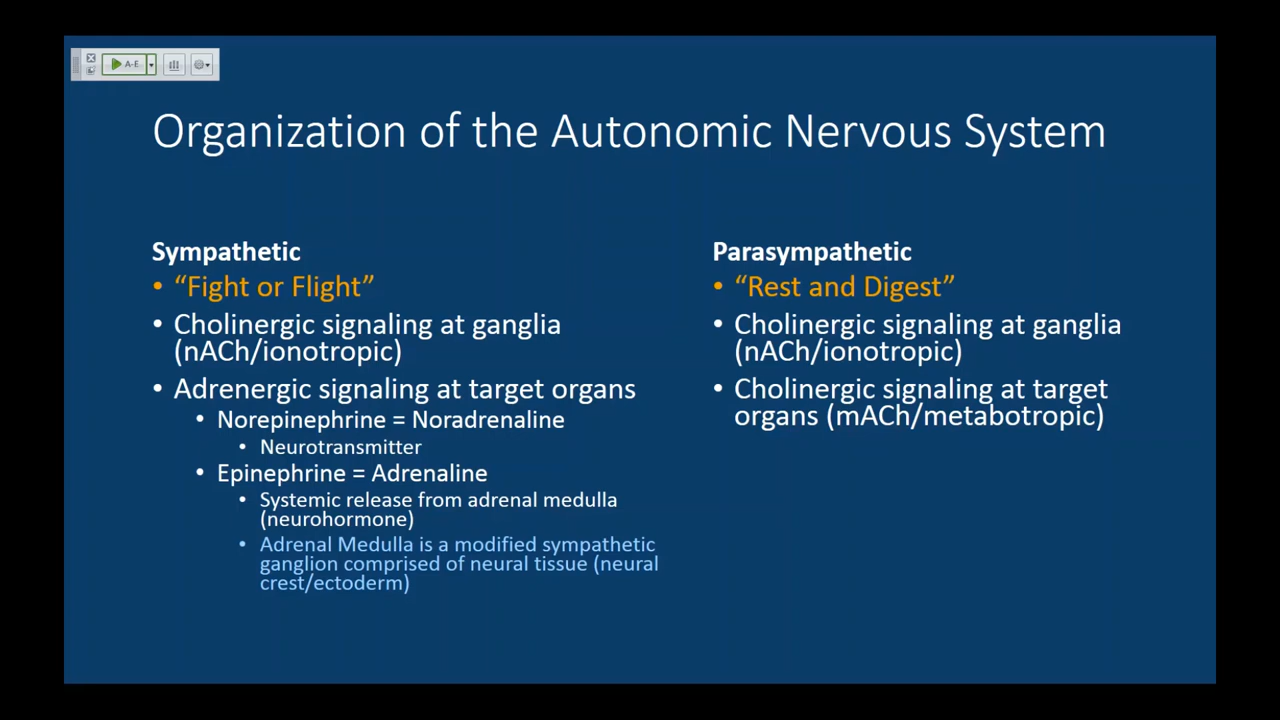 A-E
Organization of the Autonomic Nervous System
Sympathetic
• “Fight or Flight”
• Cholinergic signaling at ganglia
(nACh/ionotropic)
• Adrenergic signaling at target organs
• Norepinephrine = Noradrenaline
• Neurotransmitter
• Epinephrine = Adrenaline
• Systemic release from adrenal medulla
(neurohormone)
• Adrenal Medulla is a modified sympathetic
ganglion comprised of neural tissue (neural
crest/ectoderm)
Parasympathetic
• “Rest and Digest”
• Cholinergic signaling at ganglia
(nACh/ionotropic)
• Cholinergic signaling at target
organs (mACh/metabotropic)